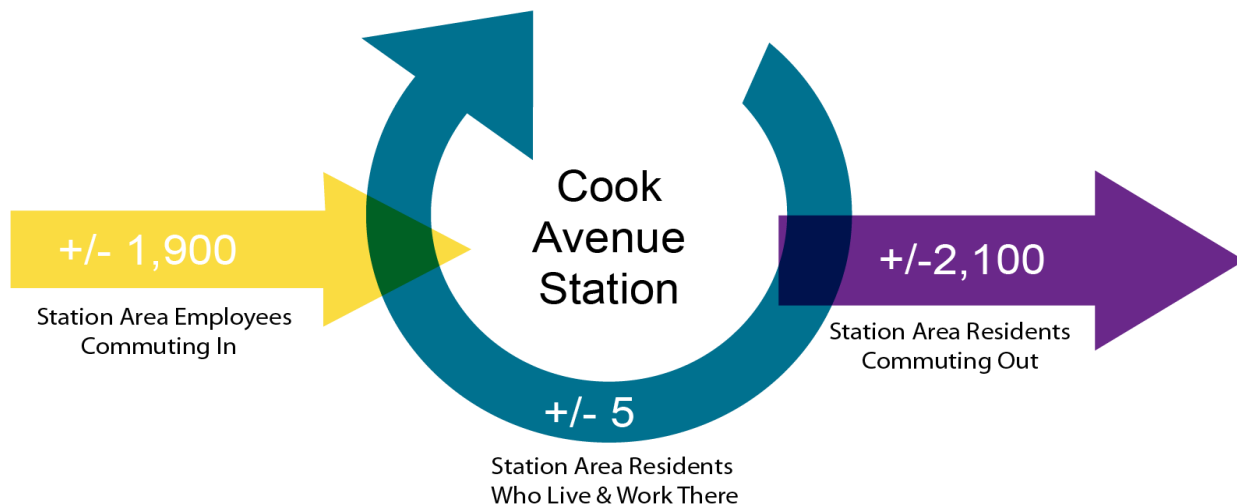 Cook
Avenue
Station
+/- 1,900
Station Area Employees
Commuting In
+/-2,100
Station Area Residents
Commuting Out
+/- 5
Station Area Residents
Who Live & Work There